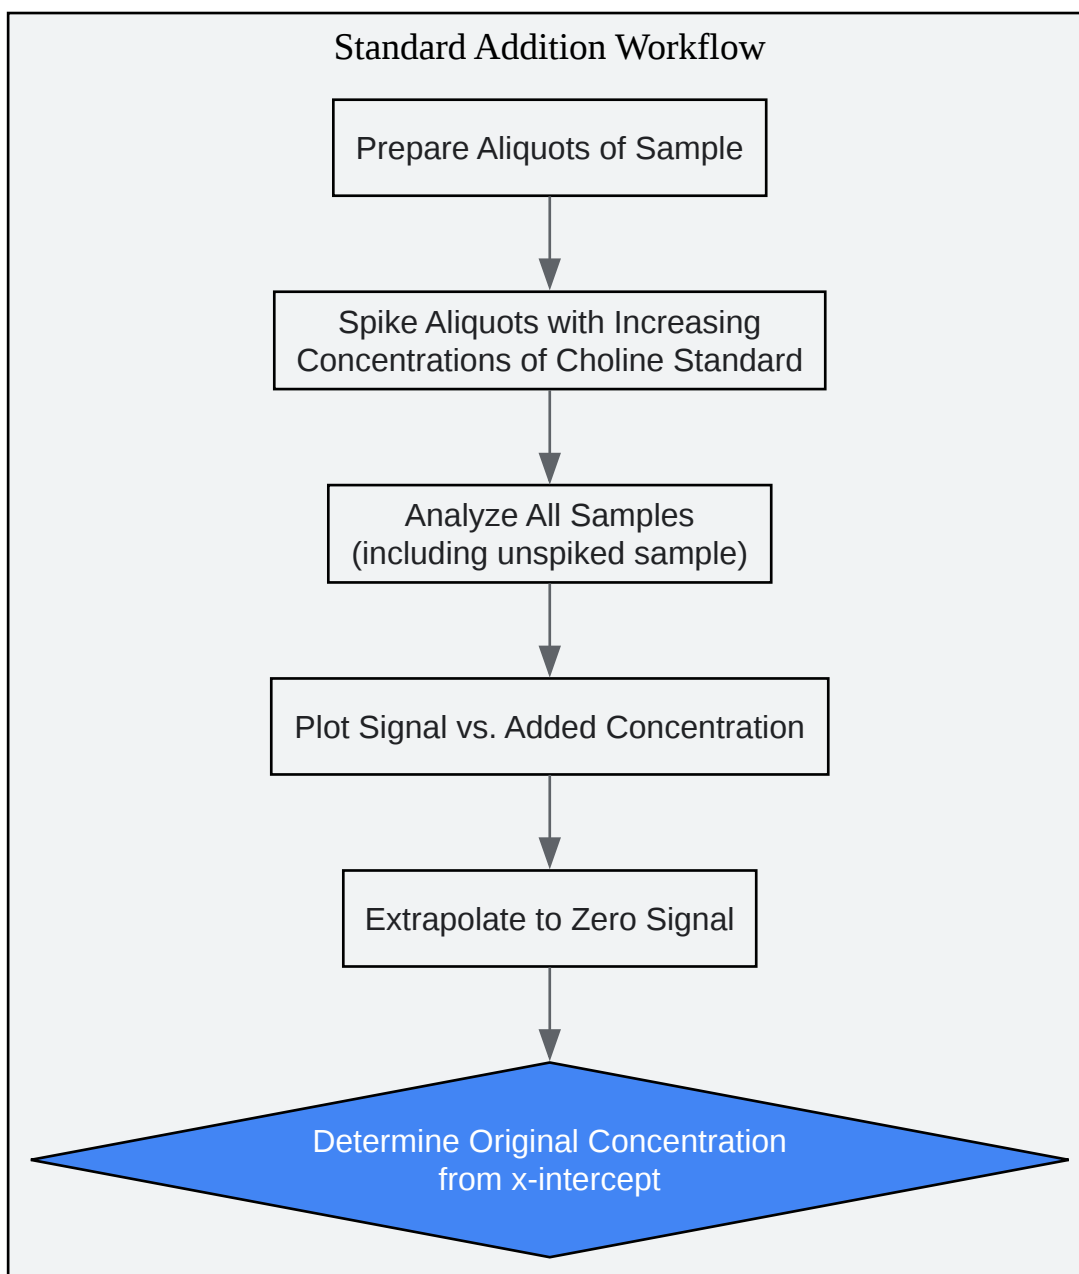 Standard Addition Workflow
Prepare Aliquots of Sample
Spike Aliquots with Increasing
Concentrations of Choline Standard
Analyze All Samples
(including unspiked sample)
Plot Signal vs. Added Concentration
Extrapolate to Zero Signal
Determine Original Concentration
from x-intercept